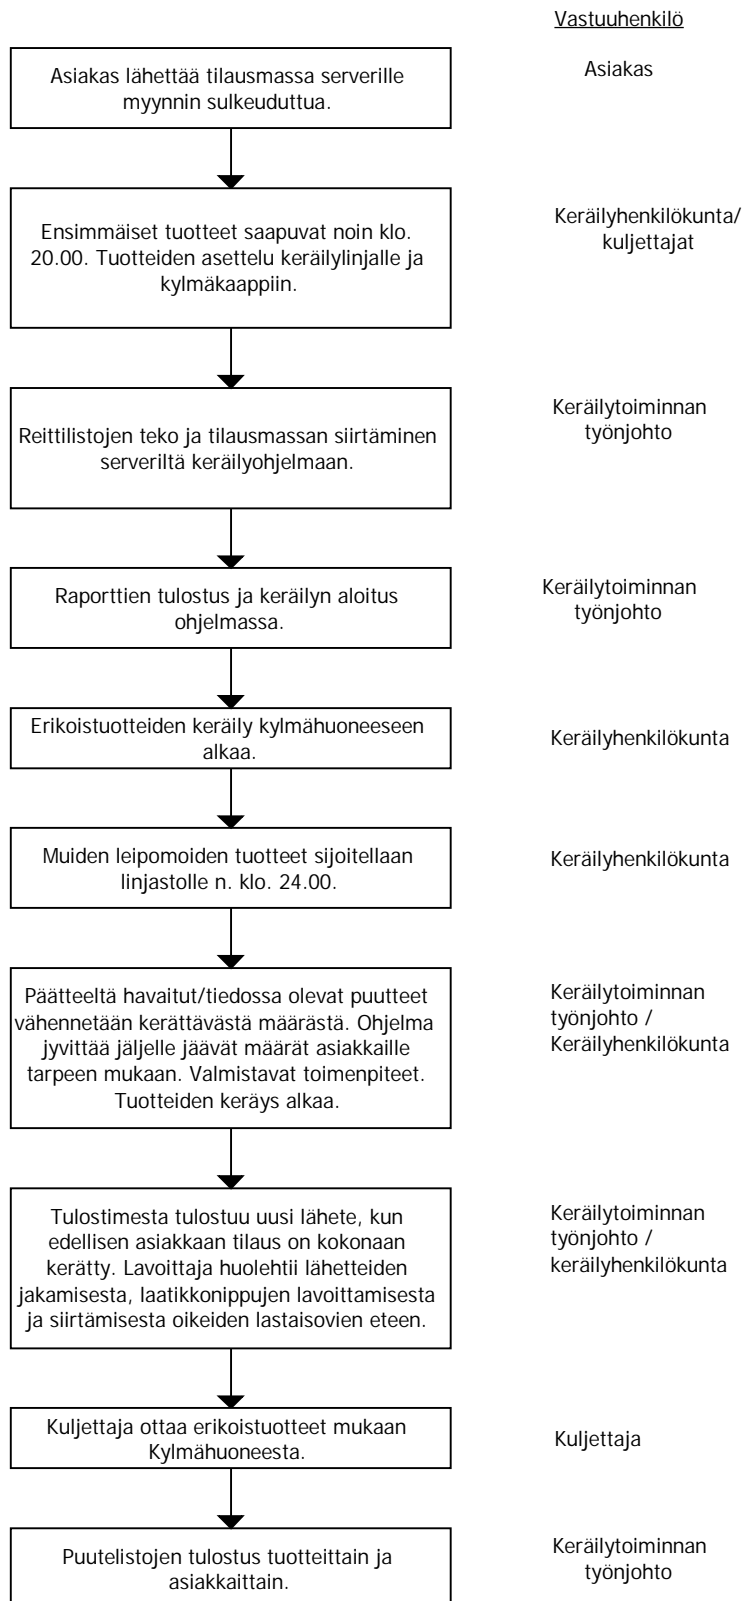 Vastuuhenkilö
Asiakas lähettää tilausmassa serverille
myynnin sulkeuduttua.
Asiakas
Ensimmäiset tuotteet saapuvat noin klo.
20.00. Tuotteiden asettelu keräilylinjalle ja
kylmäkaappiin.
Keräilyhenkilökunta/
kuljettajat
Reittilistojen teko ja tilausmassan siirtäminen
serveriltä keräilyohjelmaan.
Keräilytoiminnan
työnjohto
Raporttien tulostus ja keräilyn aloitus
ohjelmassa.
Keräilytoiminnan
työnjohto
Erikoistuotteiden keräily kylmähuoneeseen
alkaa.
Keräilyhenkilökunta
Muiden leipomoiden tuotteet sijoitellaan
linjastolle n. klo. 24.00.
Keräilyhenkilökunta
Päätteeltä havaitut/tiedossa olevat puutteet
vähennetään kerättävästä määrästä. Ohjelma
jyvittää jäljelle jäävät määrät asiakkaille
tarpeen mukaan. Valmistavat toimenpiteet.
Tuotteiden keräys alkaa.
Keräilytoiminnan
työnjohto /
Keräilyhenkilökunta
Tulostimesta tulostuu uusi lähete, kun
edellisen asiakkaan tilaus on kokonaan
kerätty. Lavoittaja huolehtii lähetteiden
jakamisesta, laatikkonippujen lavoittamisesta
ja siirtämisesta oikeiden lastaisovien eteen.
Keräilytoiminnan
työnjohto /
keräilyhenkilökunta
Kuljettaja ottaa erikoistuotteet mukaan
Kylmähuoneesta.
Kuljettaja
Puutelistojen tulostus tuotteittain ja
asiakkaittain.
Keräilytoiminnan
työnjohto